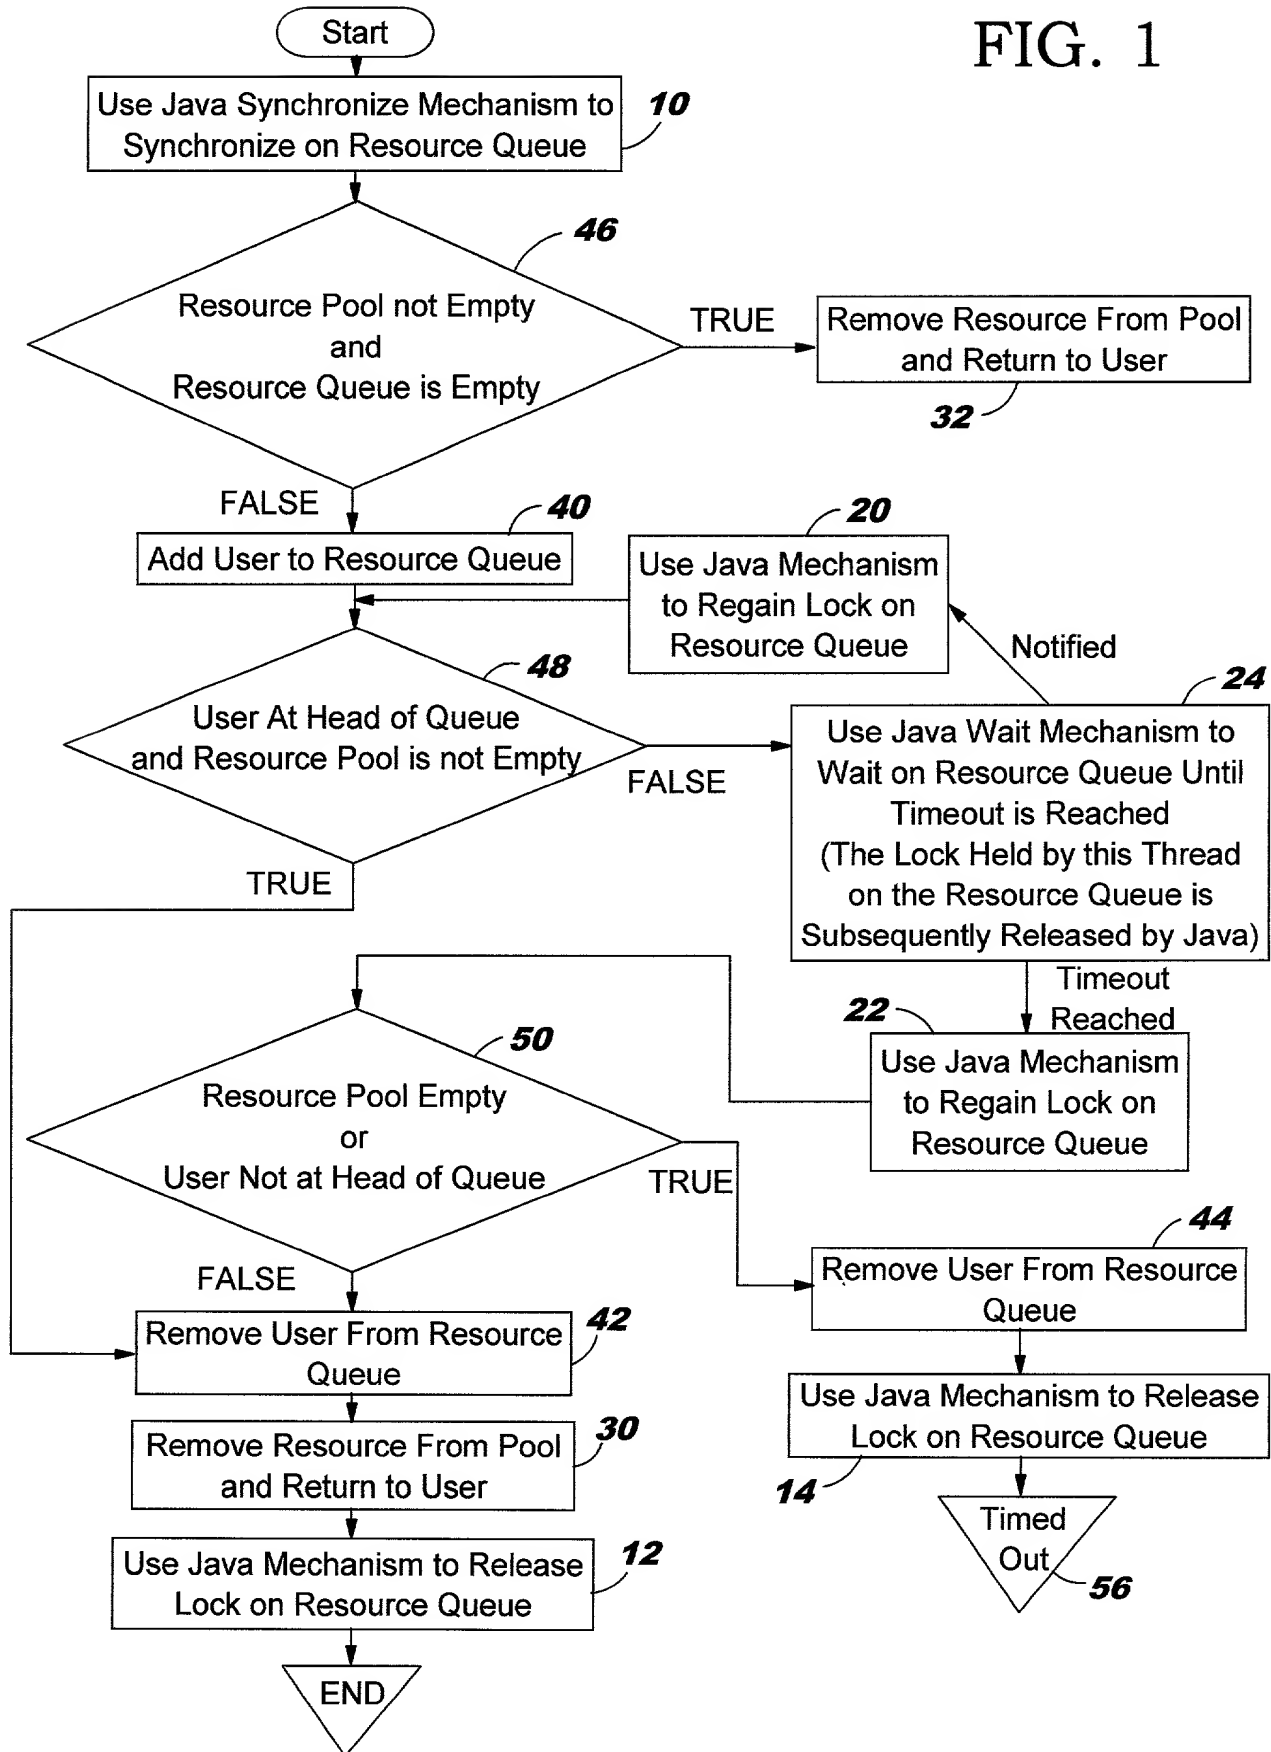 FIG. 1
Start
Use Java Synchronize Mechanism to
Synchronize on Resource Queue
10
46
Resource Pool not Empty
and
Resource Queue is Empty
TRUE
Remove Resource From Pool
and Return to User
32
FALSE
40
Add User to Resource Queue
20
Use Java Mechanism
to Regain Lock on
Resource Queue
Notified
48
User At Head of Queue
and Resource Pool is not Empty
FALSE
24
Use Java Wait Mechanism to
Wait on Resource Queue Until
Timeout is Reached
(The Lock Held by this Thread
on the Resource Queue is
Subsequently Released by Java)
TRUE
Timeout
Reached
22
Use Java Mechanism
to Regain Lock on
Resource Queue
50
Resource Pool Empty
or
User Not at Head of Queue
TRUE
44
Remove User From Resource
Queue
FALSE
42
Remove User From Resource
Queue
Use Java Mechanism to Release
Lock on Resource Queue
14
30
Remove Resource From Pool
and Return to User
Timed
Out
56
12
Use Java Mechanism to Release
Lock on Resource Queue
END